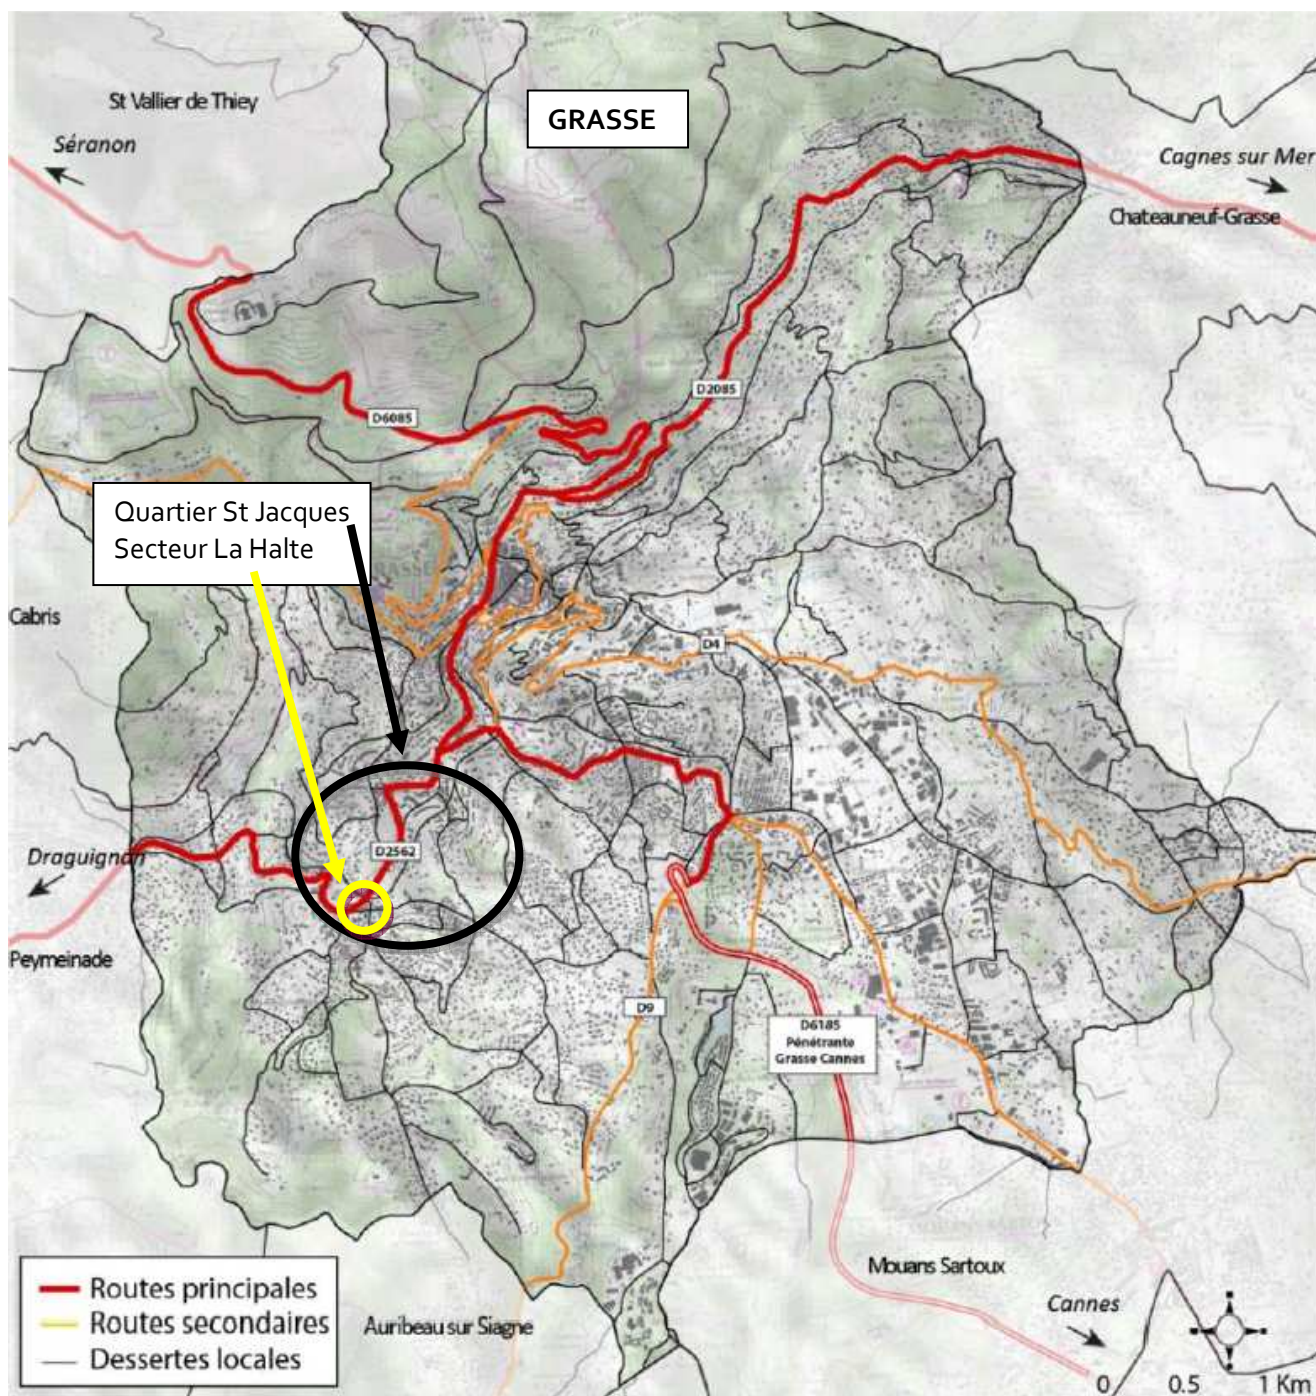 St Vallier de Thiey
GRASSE
Séranon
Cagnes sur Mer
Chateauneuf-Grasse
D2085
D6085
Quartier St Jacques
Secteur La Halte
GRASSE
Cabris
D4
Draguignan
D2562
Peymeinade
D9
D6185
Pénétrante
Grasse Cannes
Mouans Sartoux
Cannes
Auribeau sur Siagne
Routes principales
Routes secondaires
Dessertes locales
0 0.5 1 Km